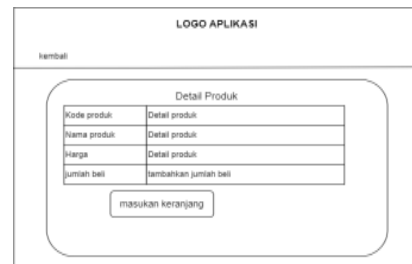 LOGO APLIKASI
kembali
Detail Produk
Kode produk Detail produk
Nama produk Detail produk
Harga Detail produk
jumlah beli tambahkan jumlah beli
masukan keranjang